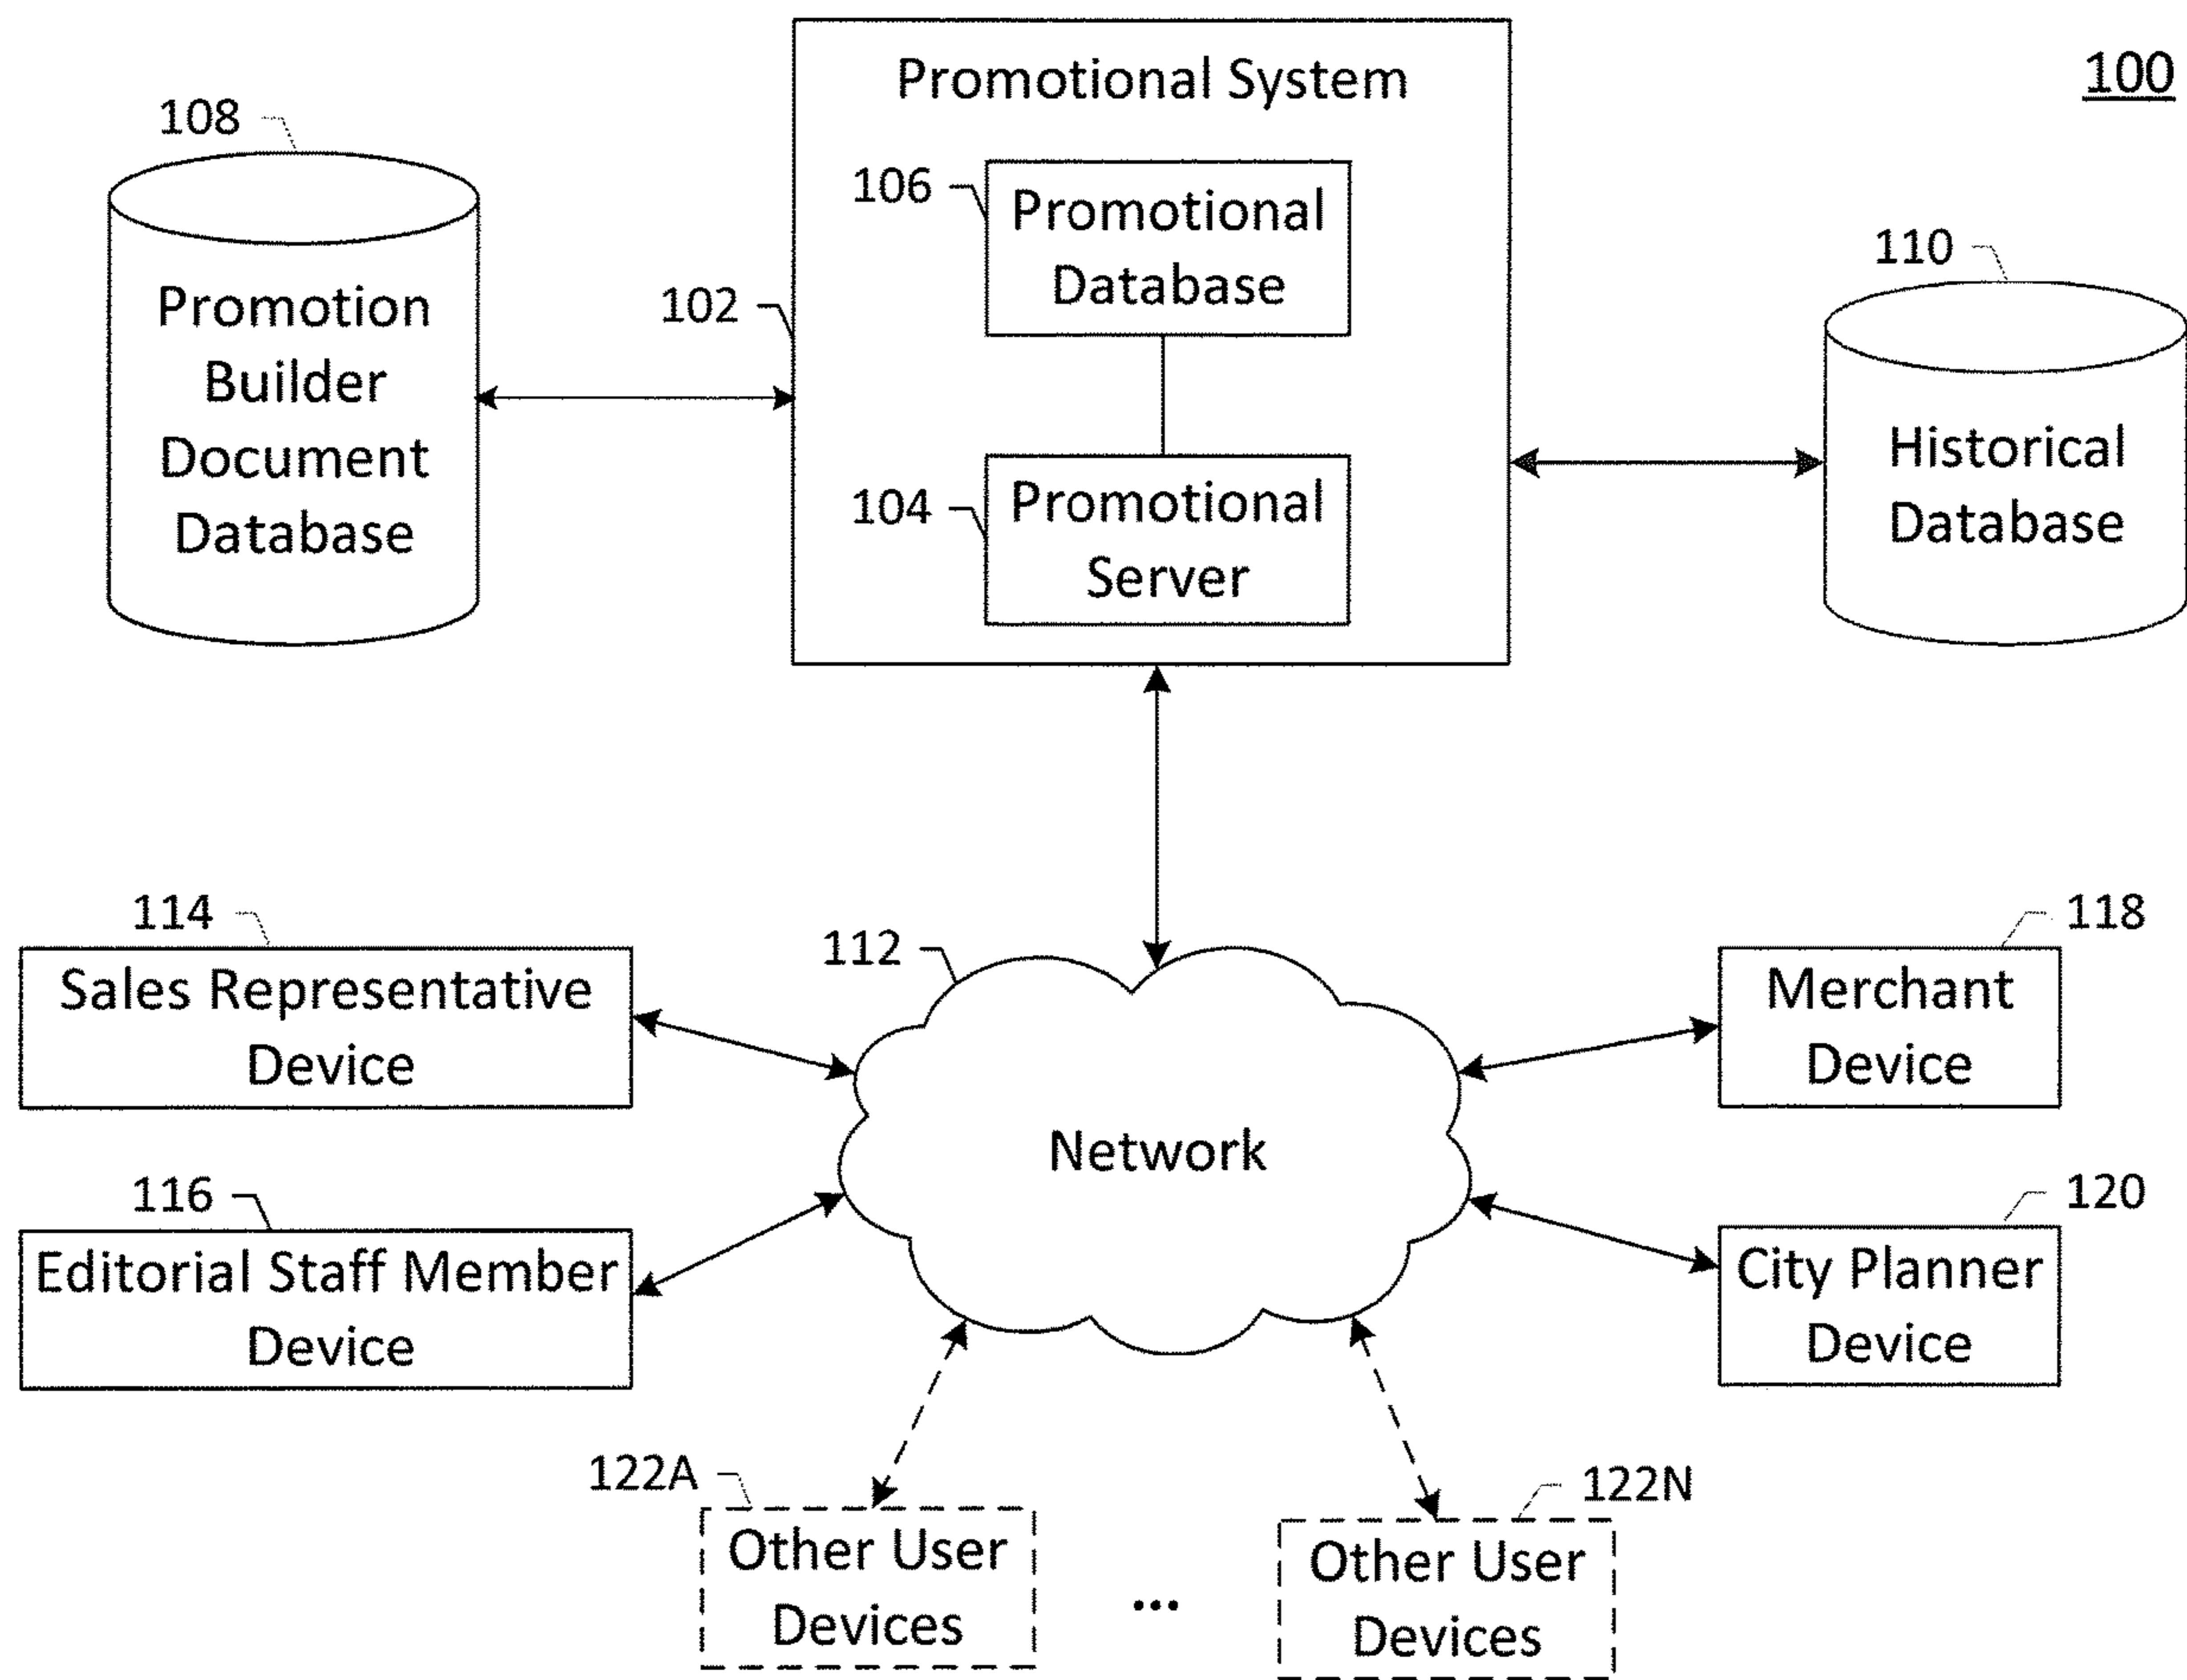 100
Promotional System
108
Promotion
Builder
Document
Database
102
106
Promotional
Database
104
Promotional
Server
110
Historical
Database
112
Network
114
Sales Representative
Device
116
Editorial Staff Member
Device
118
Merchant
Device
120
City Planner
Device
122A
Other User
Devices
...
122N
Other User
Devices